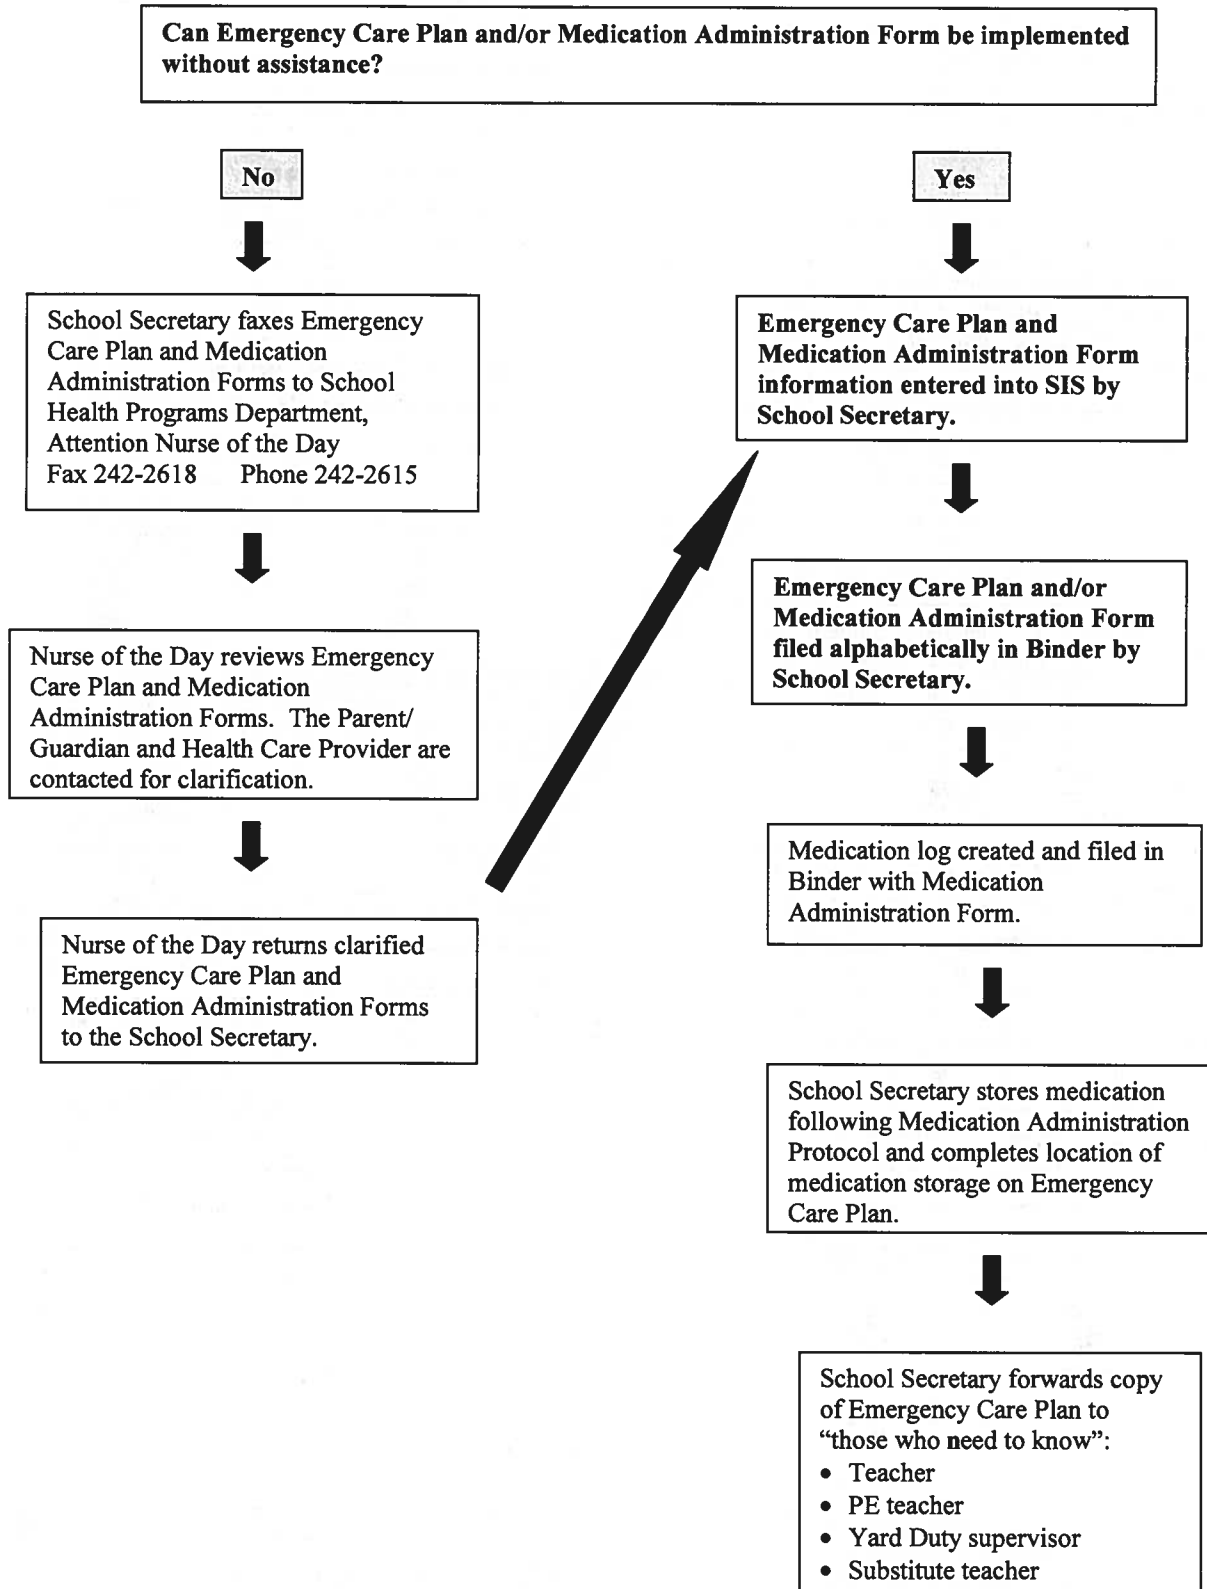 Can Emergency Care Plan and/or Medication Administration Form be implemented
without assistance?
No
School Secretary faxes Emergency
Care Plan and Medication
Administration Forms to School
Health Programs Department,
Attention Nurse of the Day
Fax 242-2618 Phone 242-2615
Nurse of the Day reviews Emergency
Care Plan and Medication
Administration Forms. The Parent/
Guardian and Health Care Provider are
contacted for clarification.
Nurse of the Day returns clarified
Emergency Care Plan and
Medication Administration Forms
to the School Secretary.
Yes
Emergency Care Plan and
Medication Administration Form
information entered into SIS by
School Secretary.
Emergency Care Plan and/or
Medication Administration Form
filed alphabetically in Binder by
School Secretary.
Medication log created and filed in
Binder with Medication
Administration Form.
School Secretary stores medication
following Medication Administration
Protocol and completes location of
medication storage on Emergency
Care Plan.
School Secretary forwards copy
of Emergency Care Plan to
“those who need to know”:
• Teacher
• PE teacher
• Yard Duty supervisor
• Substitute teacher